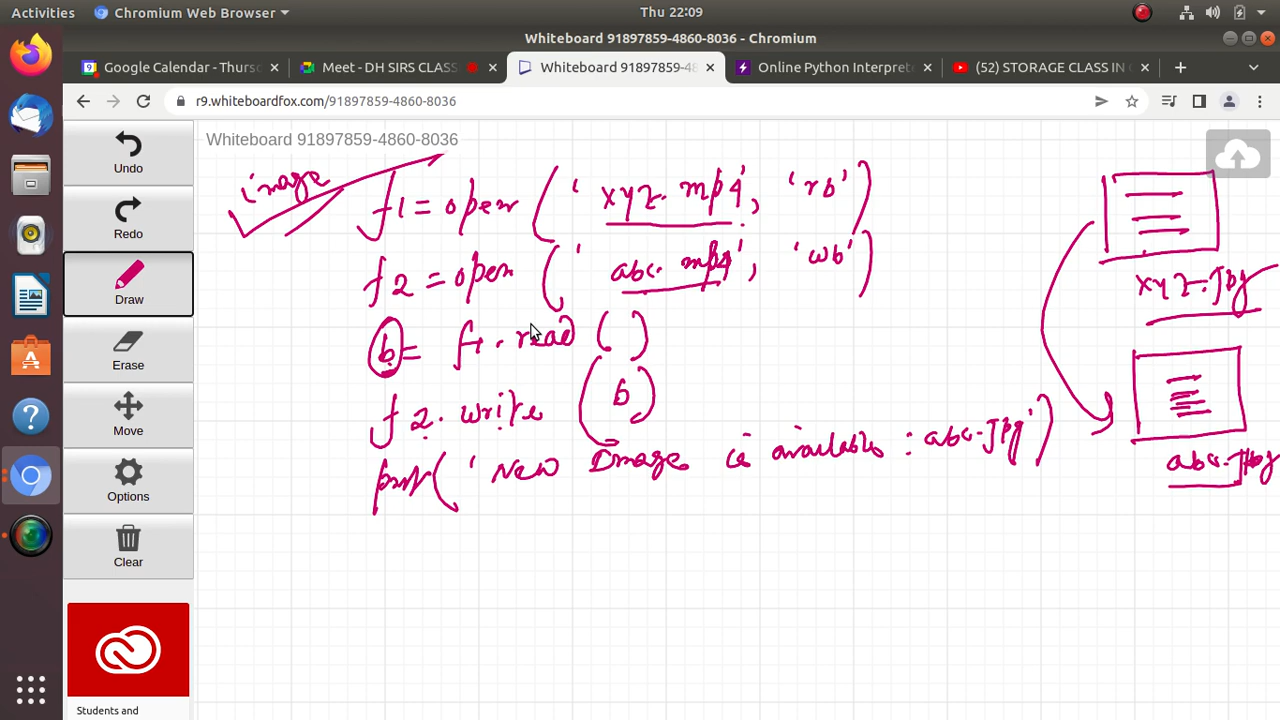 Activities
Chromium Web Browser
Thu 22:09
Whiteboard 91897859-4860-8036 - Chromium
Google Calendar - Thurs
Meet - DH SIRS CLASS
Whiteboard 91897859-48
Online Python Interpret
(52) STORAGE CLASS IN C
r9.whiteboardfox.com/91897859-4860-8036
Whiteboard 91897859-4860-8036
Undo
Redo
Draw
Erase
Move
Options
Clear
Students and
image
f1 = open ( 'xyz.mp4', 'rb' )
f2 = open ( 'abc.mp4', 'wb' )
b = f1.read ( )
f2.write ( b )
print( 'New Image is available : abc.jpg' )
xyz.jpg
abc.jpg